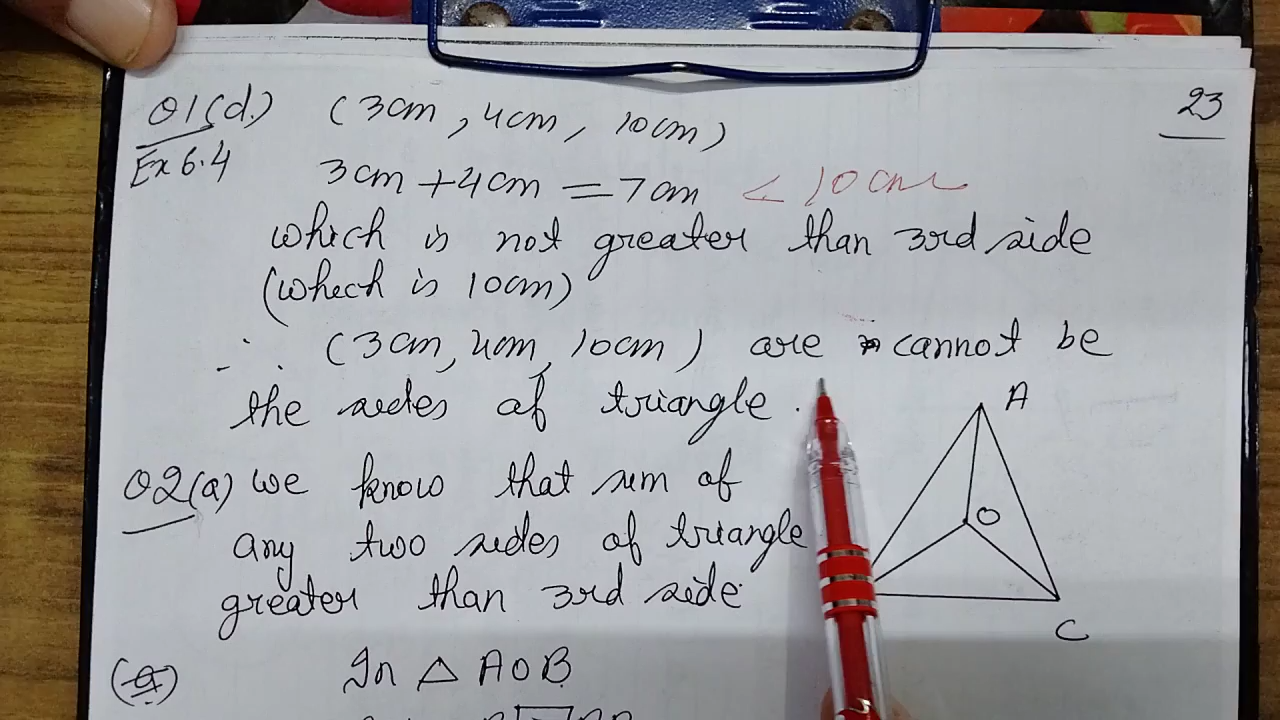 23
Q1(d.) (3cm, 4cm, 10cm)
Ex 6.4
3cm + 4cm = 7cm < 10cm
which is not greater than 3rd side
(which is 10cm)
∴ (3cm, 4cm, 10cm) are cannot be
the sides of triangle.
A
Q2(a) we know that sum of
any two sides of triangle
O
greater than 3rd side.
C
In △ AOB